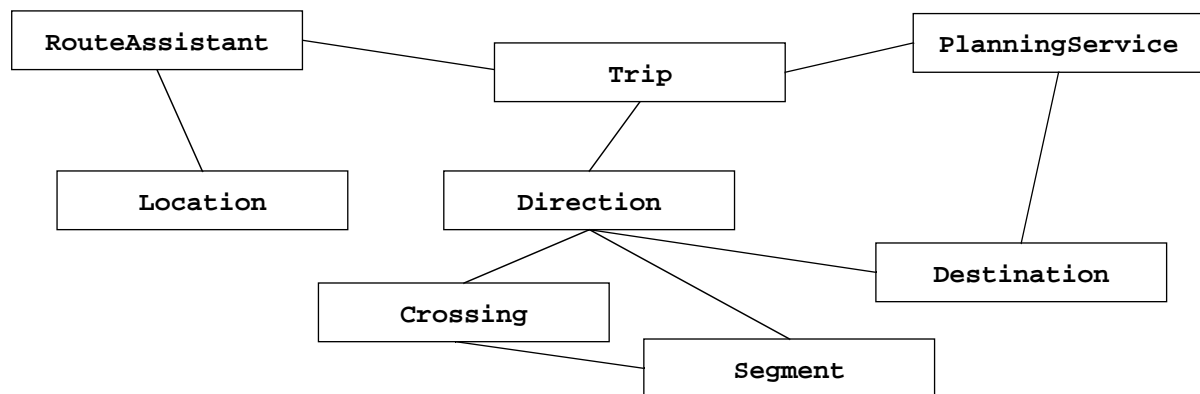 RouteAssistant
PlanningService
Trip
Location
Direction
Destination
Crossing
Segment